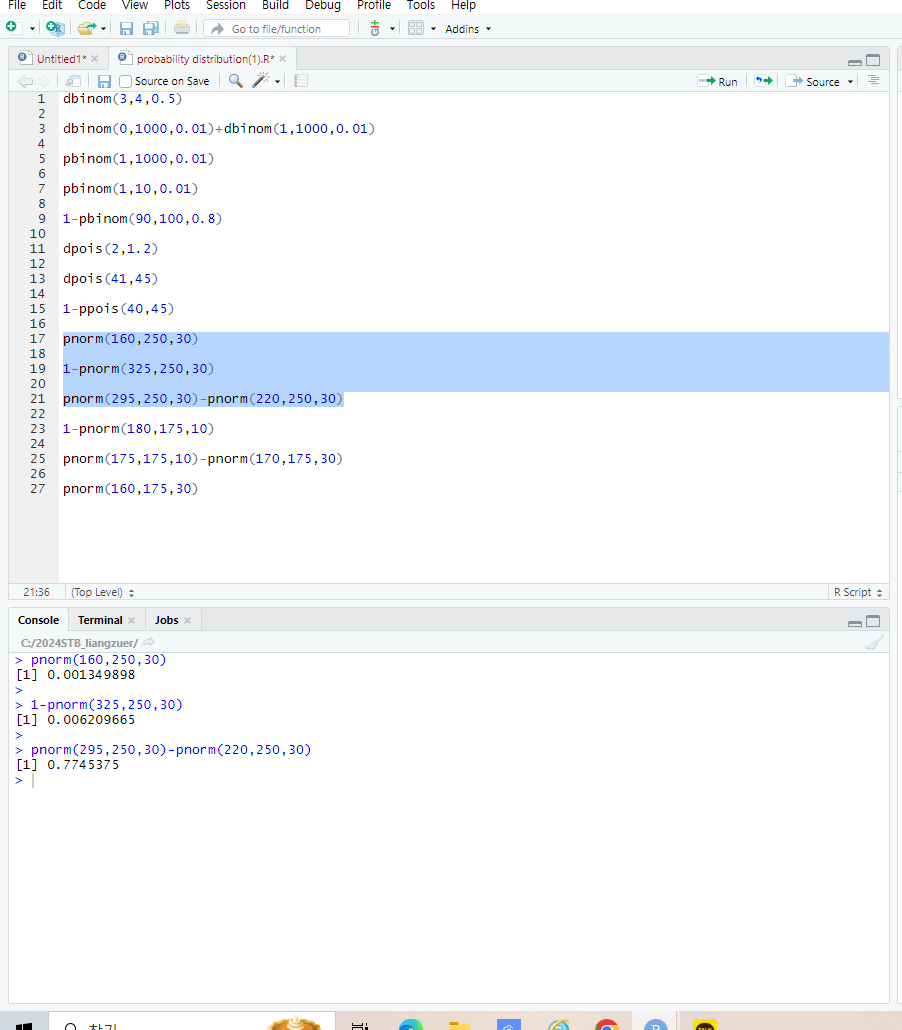 File Edit Code View Plots Session Build Debug Profile Tools Help
Go to file/function Addins
Untitled1* probability distribution(1).R*
Source on Save Run Source
1 dbinom(3,4,0.5)
2
3 dbinom(0,1000,0.01)+dbinom(1,1000,0.01)
4
5 pbinom(1,1000,0.01)
6
7 pbinom(1,10,0.01)
8
9 1-pbinom(90,100,0.8)
10
11 dpois(2,1.2)
12
13 dpois(41,45)
14
15 1-ppois(40,45)
16
17 pnorm(160,250,30)
18
19 1-pnorm(325,250,30)
20
21 pnorm(295,250,30)-pnorm(220,250,30)
22
23 1-pnorm(180,175,10)
24
25 pnorm(175,175,10)-pnorm(170,175,30)
26
27 pnorm(160,175,30)
21:36 (Top Level) R Script
Console Terminal Jobs
C:/2024STB_liangzuer/
> pnorm(160,250,30)
[1] 0.001349898
>
> 1-pnorm(325,250,30)
[1] 0.006209665
>
> pnorm(295,250,30)-pnorm(220,250,30)
[1] 0.7745375
>